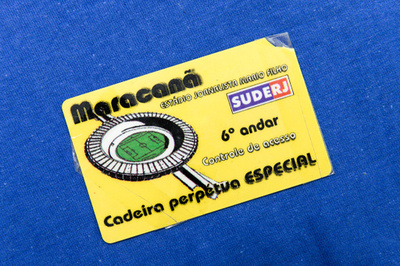 Maracanã
ESTÁDIO JORNALISTA MÁRIO FILHO
SUDERJ
6º andar
Controle de acesso
Cadeira perpétua ESPECIAL